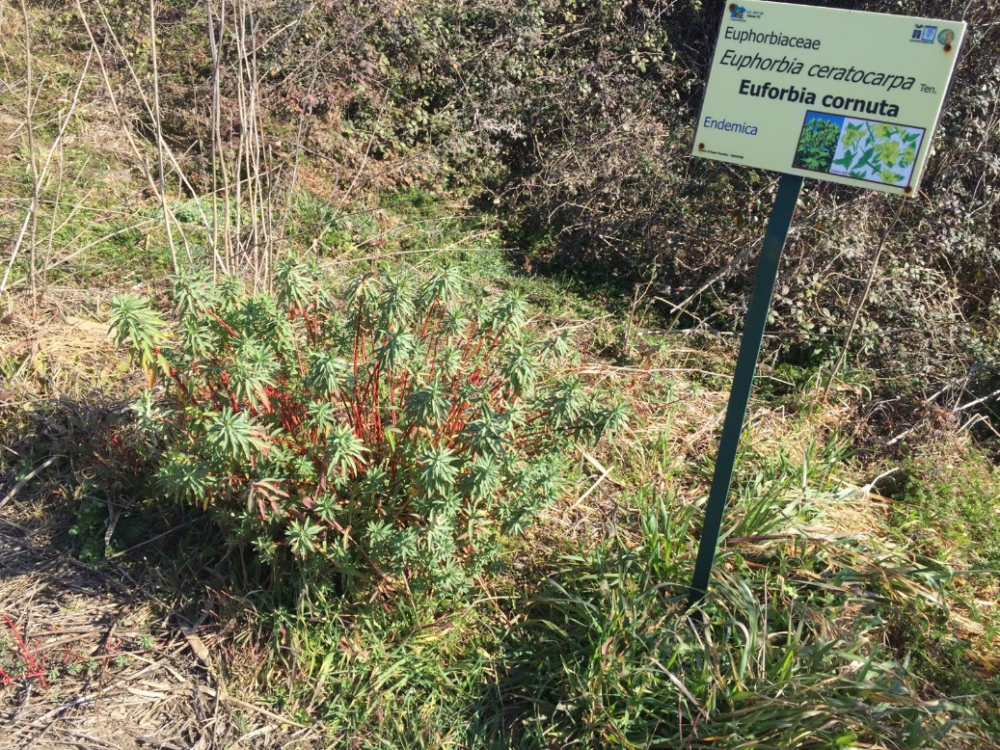 Euphorbiaceae
Euphorbia ceratocarpa Ten.
Euforbia cornuta
Endemica